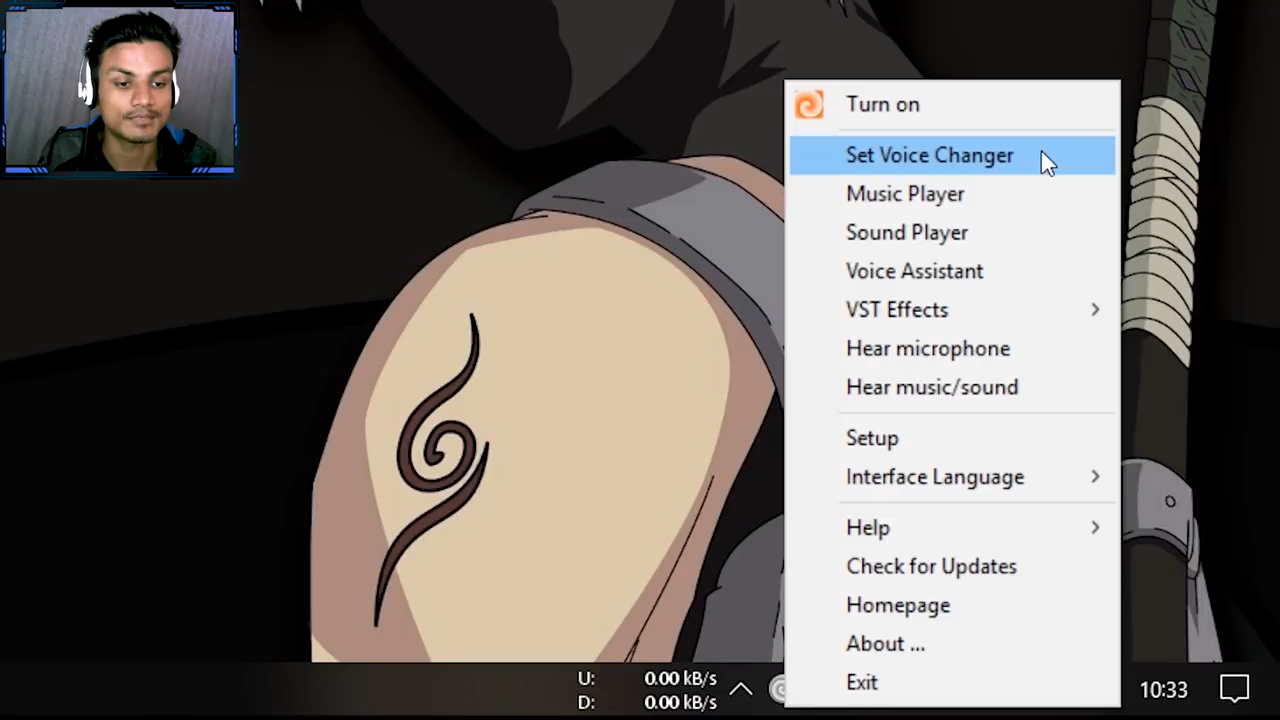 Turn on
Set Voice Changer
Music Player
Sound Player
Voice Assistant
VST Effects
Hear microphone
Hear music/sound
Setup
Interface Language
Help
Check for Updates
Homepage
About ...
Exit
U: 0.00 kB/s
D: 0.00 kB/s
10:33